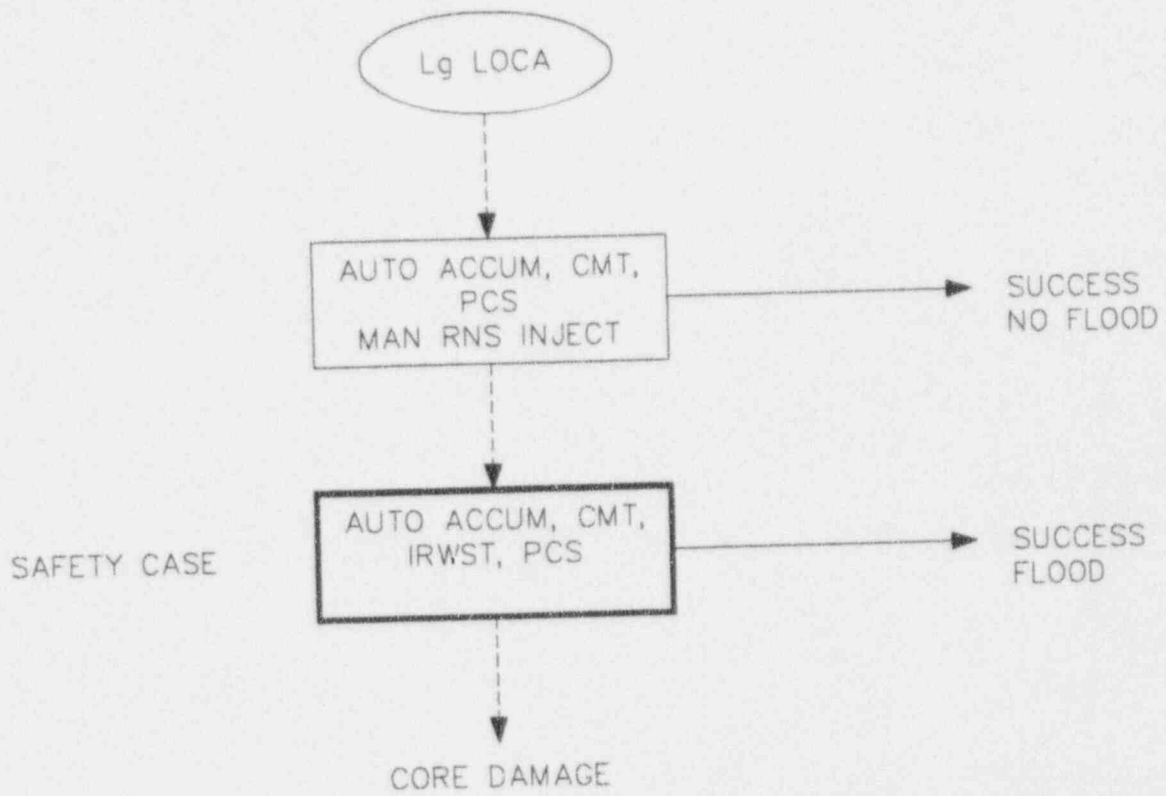 Lg LOCA
AUTO ACCUM, CMT,
PCS
MAN RNS INJECT
SUCCESS
NO FLOOD
SAFETY CASE
AUTO ACCUM, CMT,
IRWST, PCS
SUCCESS
FLOOD
CORE DAMAGE